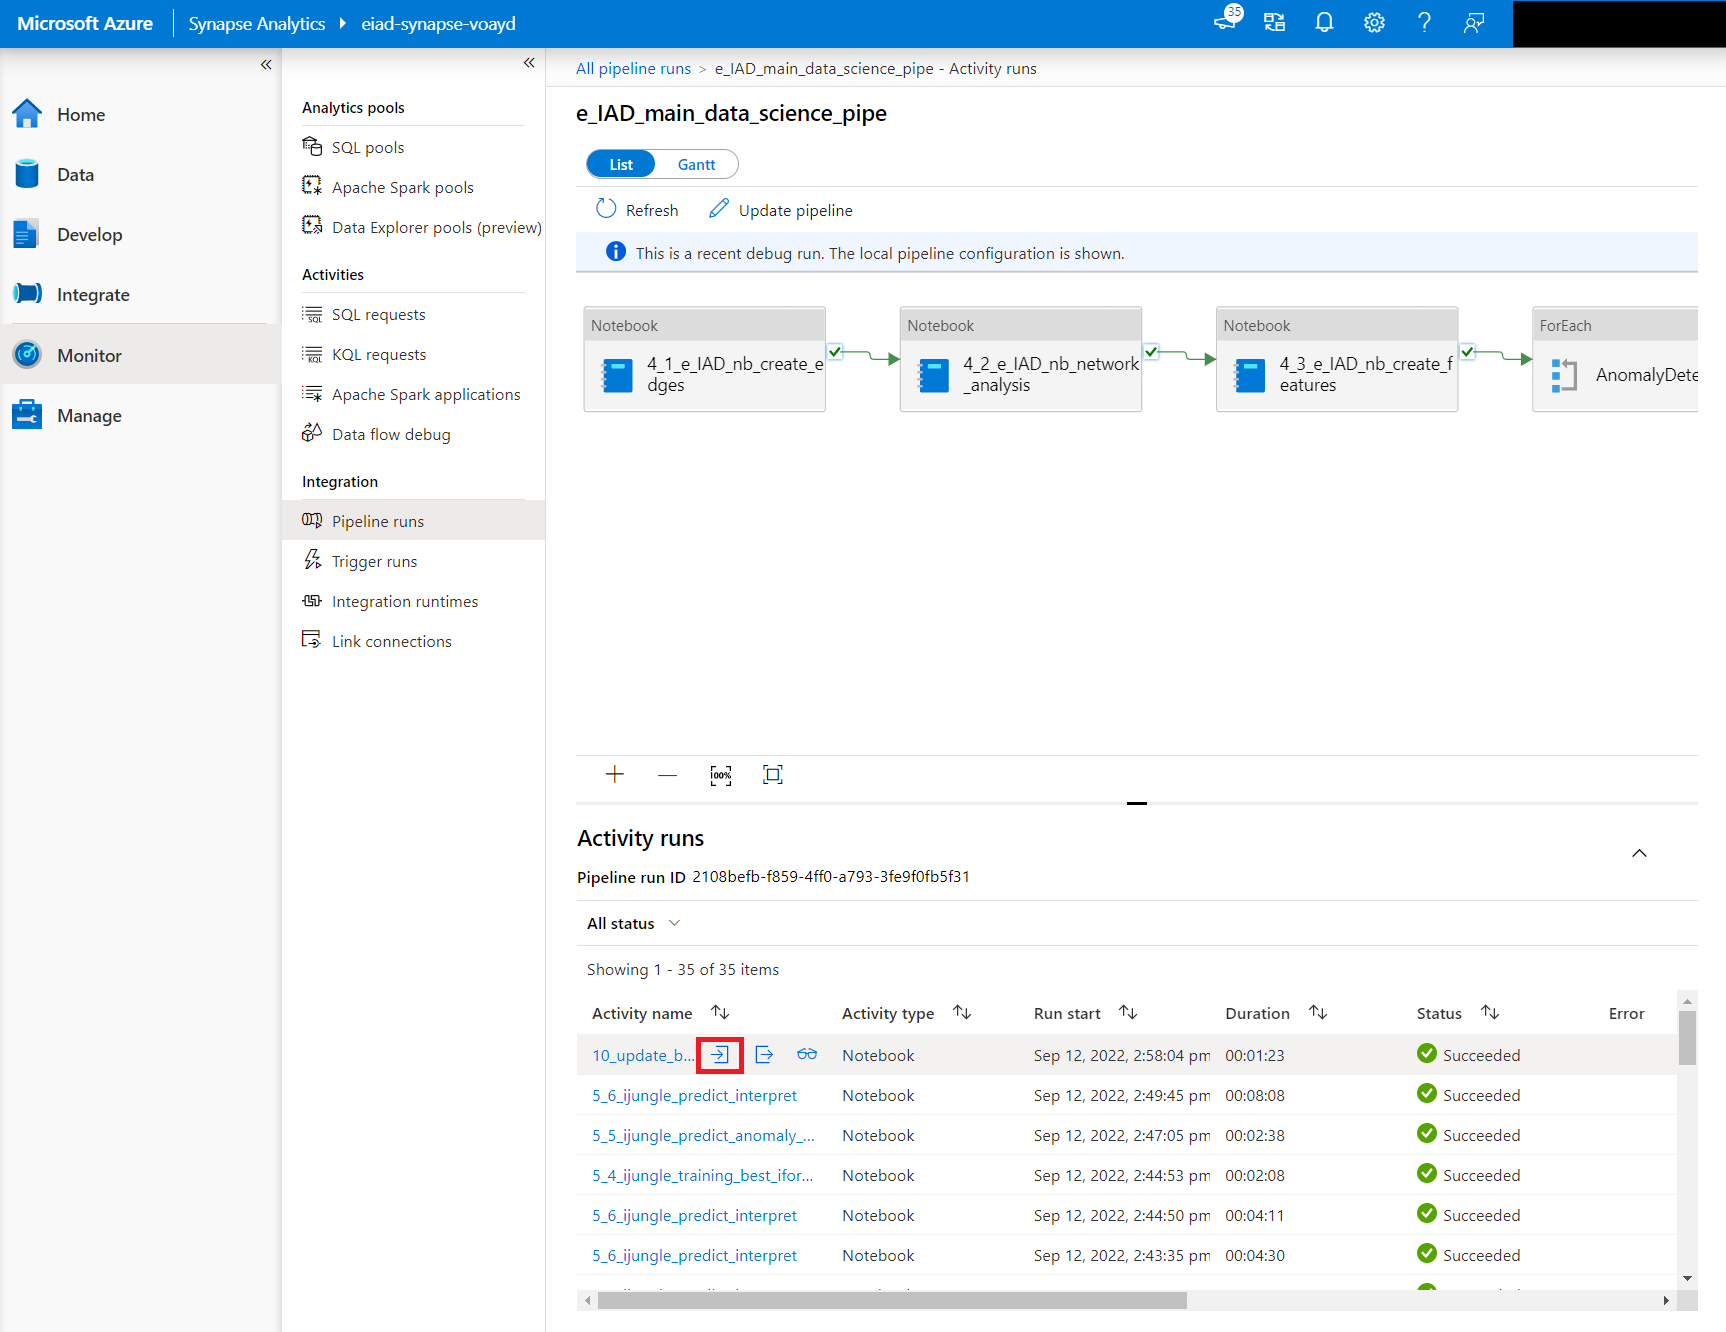 Microsoft Azure
Synapse Analytics
eiad-synapse-voayd
35
Home
Data
Develop
Integrate
Monitor
Manage
Analytics pools
SQL pools
Apache Spark pools
Data Explorer pools (preview)
Activities
SQL requests
KQL requests
Apache Spark applications
Data flow debug
Integration
Pipeline runs
Trigger runs
Integration runtimes
Link connections
All pipeline runs > e_IAD_main_data_science_pipe - Activity runs
e_IAD_main_data_science_pipe
List Gantt
Refresh Update pipeline
This is a recent debug run. The local pipeline configuration is shown.
Notebook
4_1_e_IAD_nb_create_e
dges
Notebook
4_2_e_IAD_nb_network
_analysis
Notebook
4_3_e_IAD_nb_create_f
eatures
ForEach
AnomalyDete
100%
Activity runs
Pipeline run ID 2108befb-f859-4ff0-a793-3fe9f0fb5f31
All status
Showing 1 - 35 of 35 items
Activity name Activity type Run start Duration Status Error
10_update_b... Notebook Sep 12, 2022, 2:58:04 pm 00:01:23 Succeeded
5_6_ijungle_predict_interpret Notebook Sep 12, 2022, 2:49:45 pm 00:08:08 Succeeded
5_5_ijungle_predict_anomaly_... Notebook Sep 12, 2022, 2:47:05 pm 00:02:38 Succeeded
5_4_ijungle_training_best_ifor... Notebook Sep 12, 2022, 2:44:53 pm 00:02:08 Succeeded
5_6_ijungle_predict_interpret Notebook Sep 12, 2022, 2:44:50 pm 00:04:11 Succeeded
5_6_ijungle_predict_interpret Notebook Sep 12, 2022, 2:43:35 pm 00:04:30 Succeeded